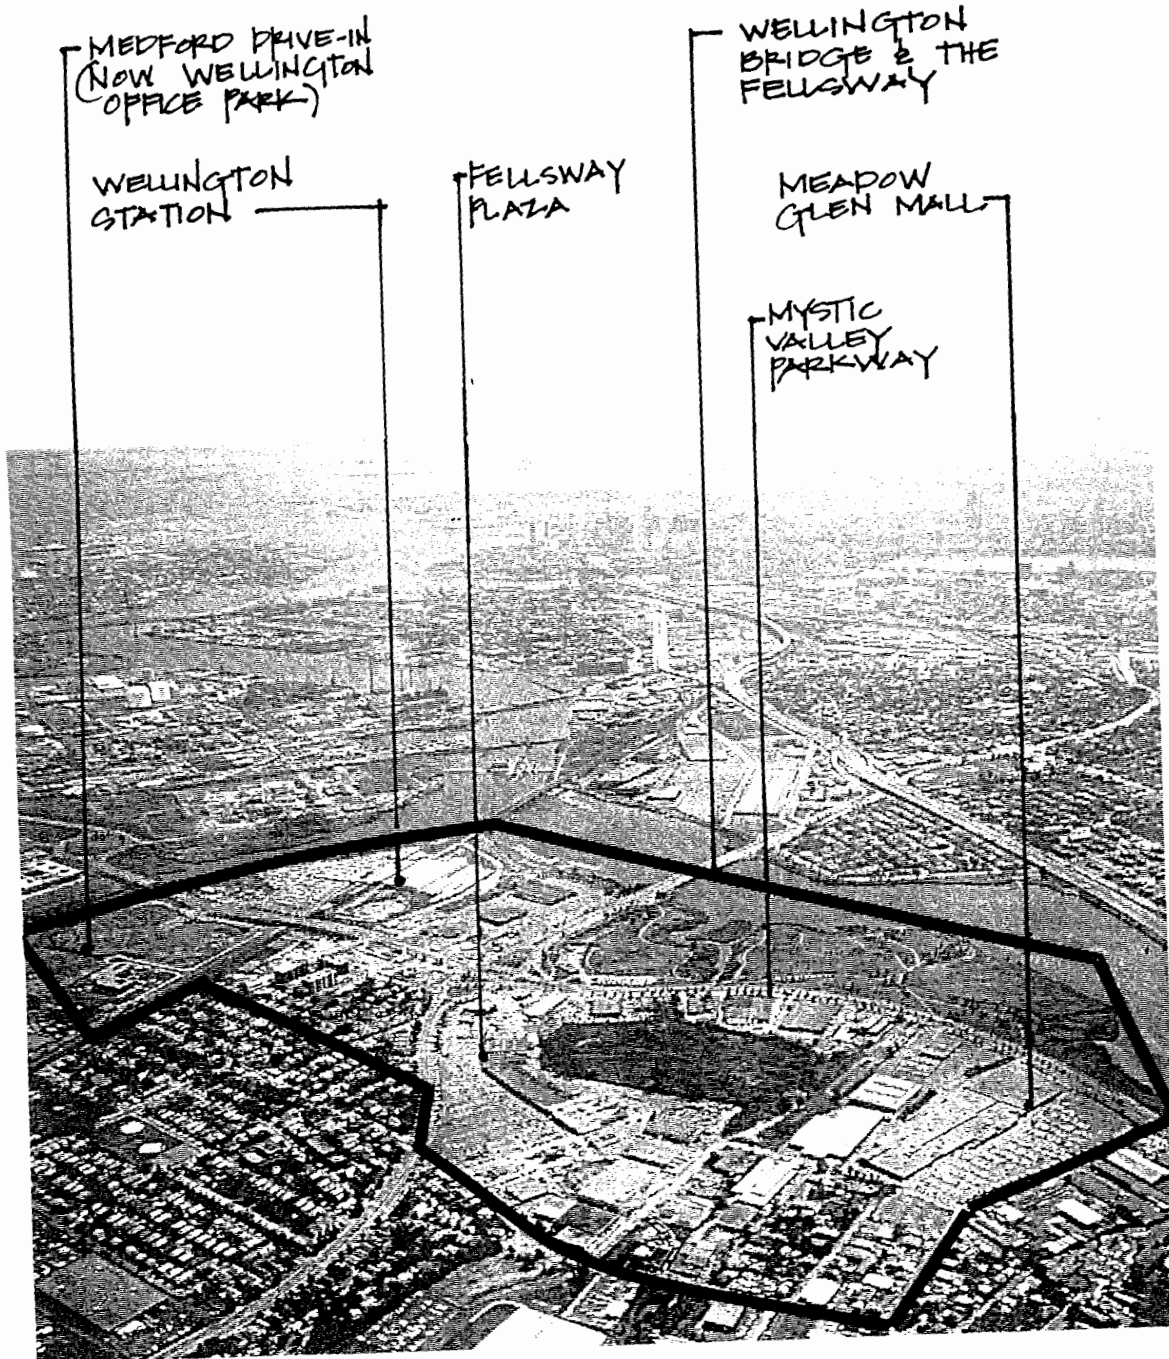 MEDFORD DRIVE-IN
(NOW WELLINGTON
OFFICE PARK)
WELLINGTON
STATION
FELLSWAY
PLAZA
WELLINGTON
BRIDGE & THE
FELLSWAY
MEADOW
GLEN MALL
MYSTIC
VALLEY
PARKWAY